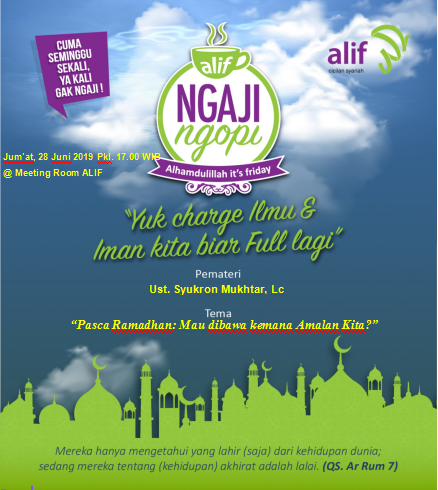 CUMA
SEMINGGU
SEKALI,
YA KALI
GAK NGAJI !
alif
NGAJI
ngopi
Alhamdulillah it's friday
alif
cicilan syariah
Jum'at, 28 Juni 2019 Pkl. 17.00 WIB
@ Meeting Room ALIF
"Yuk charge Ilmu &
Iman kita biar Full lagi"
Pemateri
Ust. Syukron Mukhtar, Lc
Tema
"Pasca Ramadhan: Mau dibawa kemana Amalan Kita?"
Mereka hanya mengetahui yang lahir (saja) dari kehidupan dunia;
sedang mereka tentang (kehidupan) akhirat adalah lalai. (QS. Ar Rum 7)